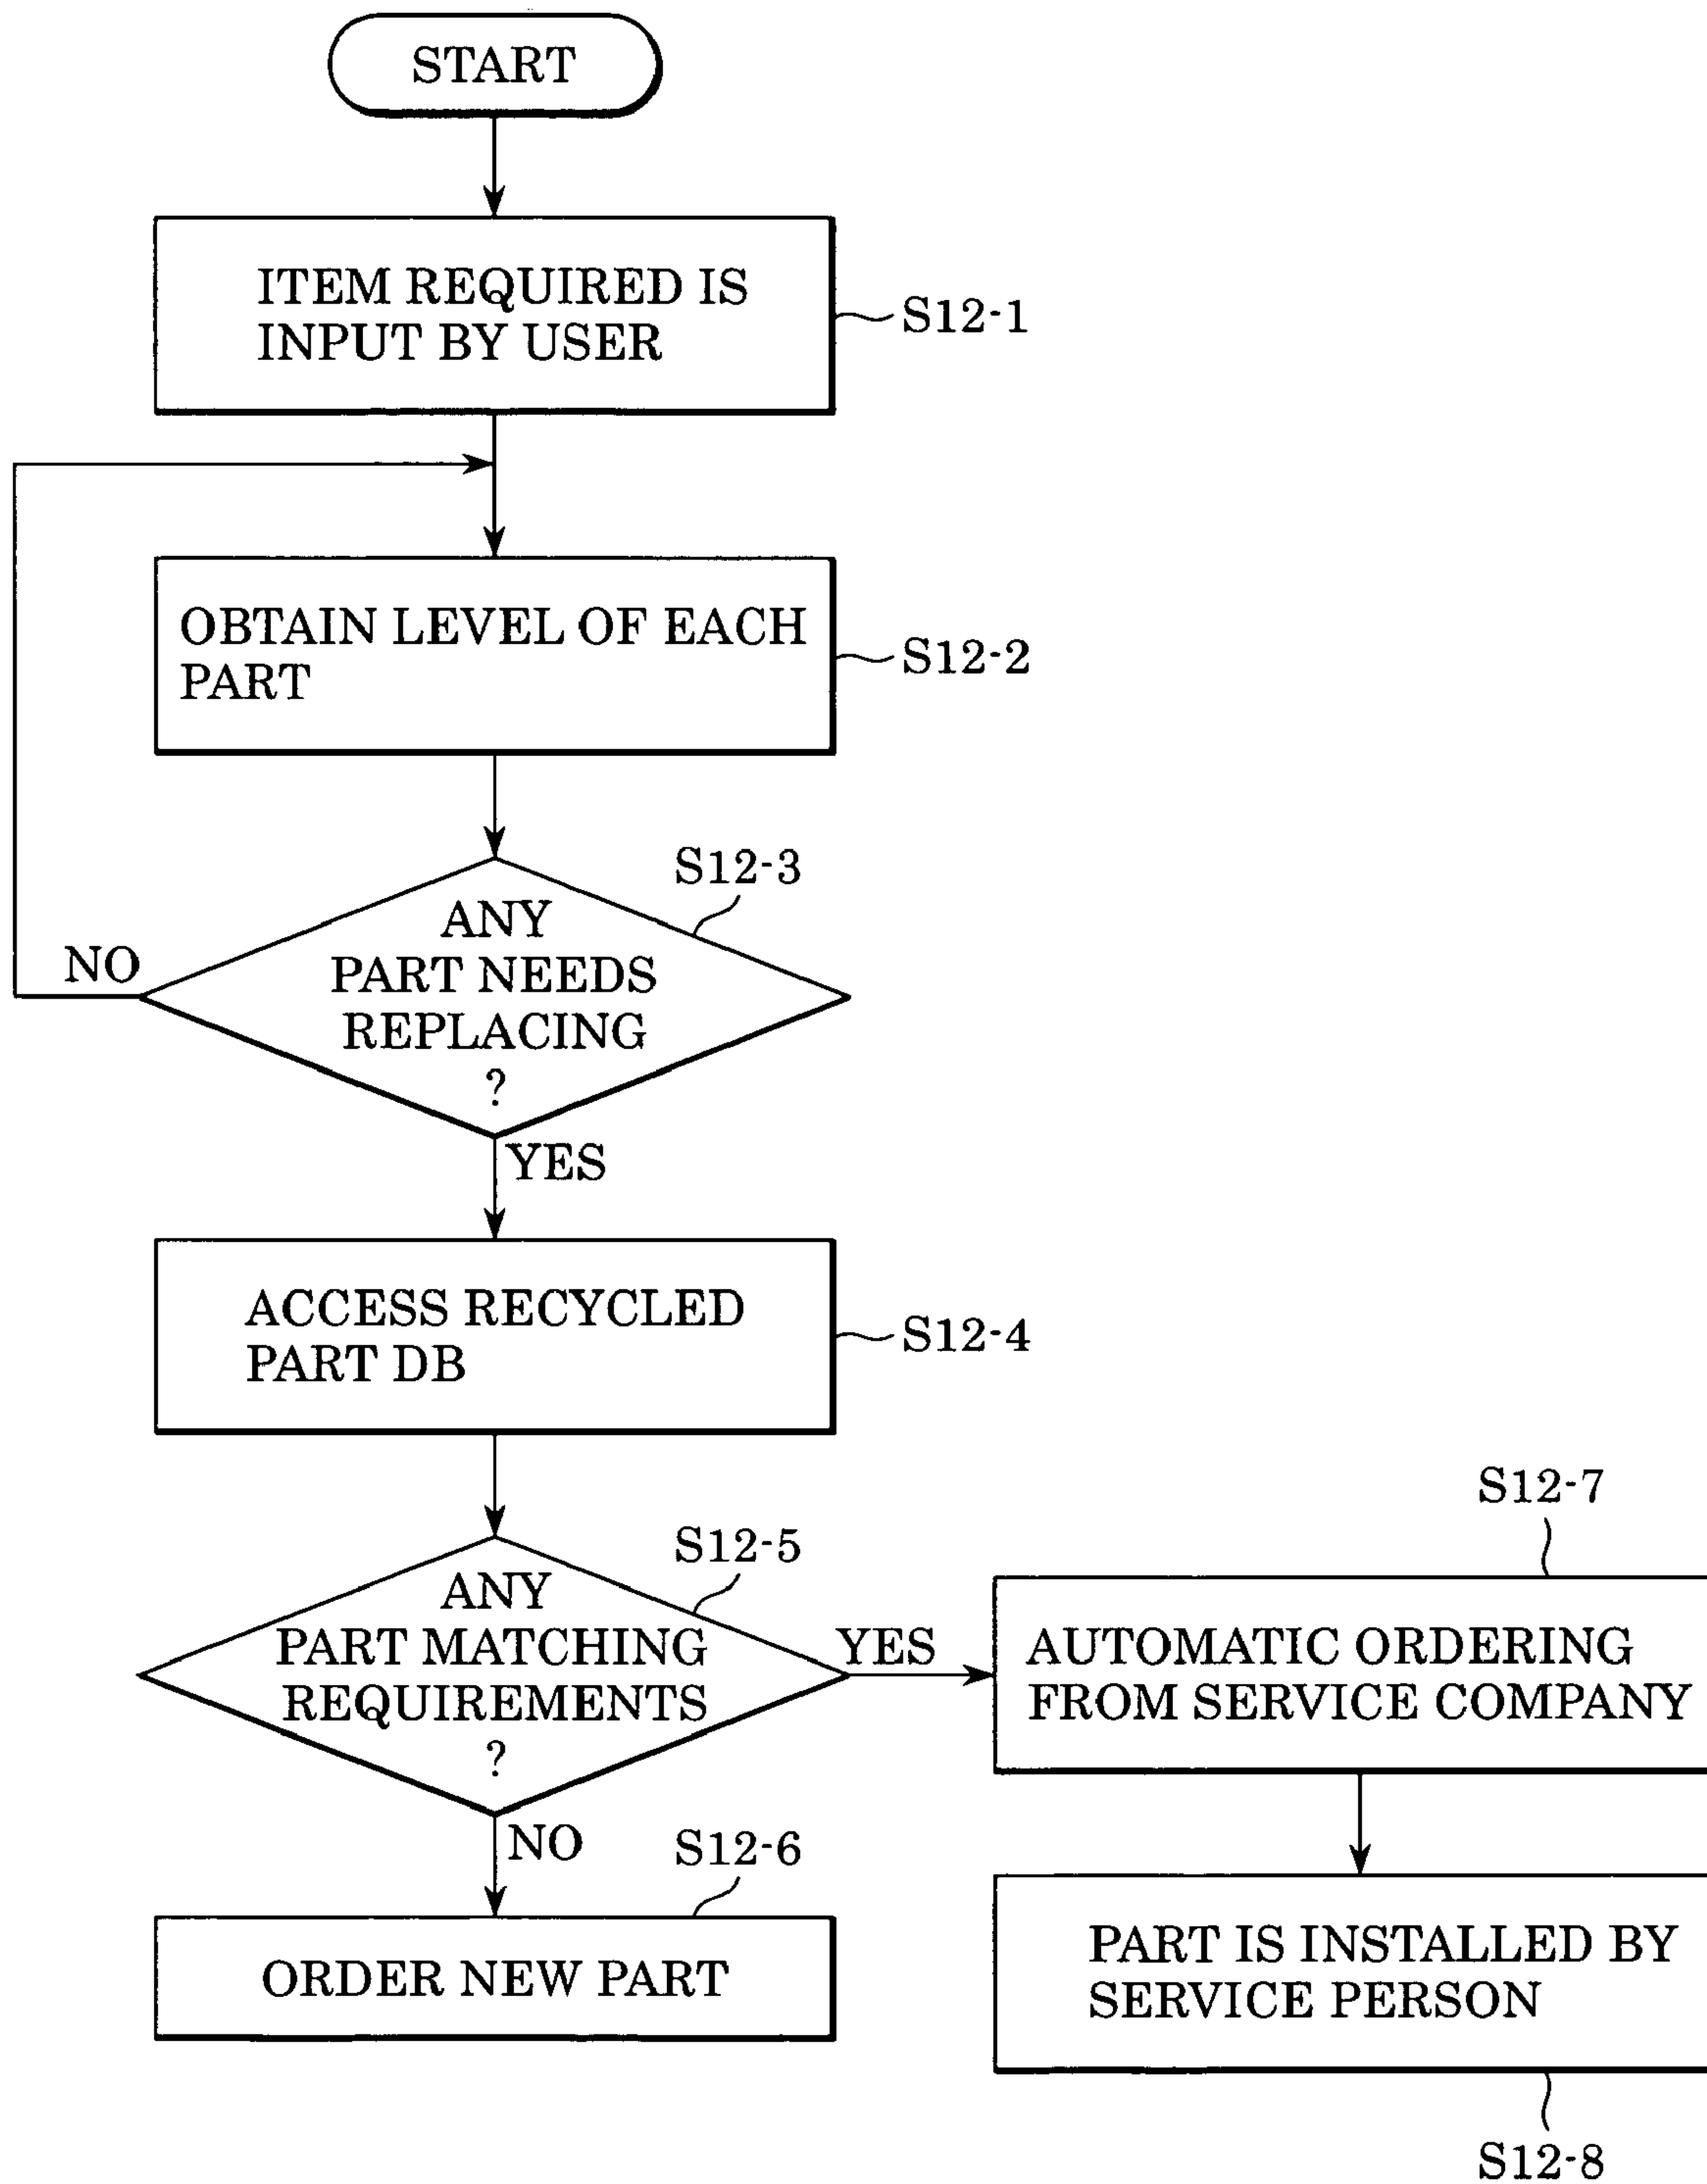 START
ITEM REQUIRED IS
INPUT BY USER
S12-1
OBTAIN LEVEL OF EACH
PART
S12-2
S12-3
ANY
PART NEEDS
REPLACING
?
NO
YES
ACCESS RECYCLED
PART DB
S12-4
S12-5
ANY
PART MATCHING
REQUIREMENTS
?
YES
S12-7
AUTOMATIC ORDERING
FROM SERVICE COMPANY
NO
S12-6
ORDER NEW PART
PART IS INSTALLED BY
SERVICE PERSON
S12-8